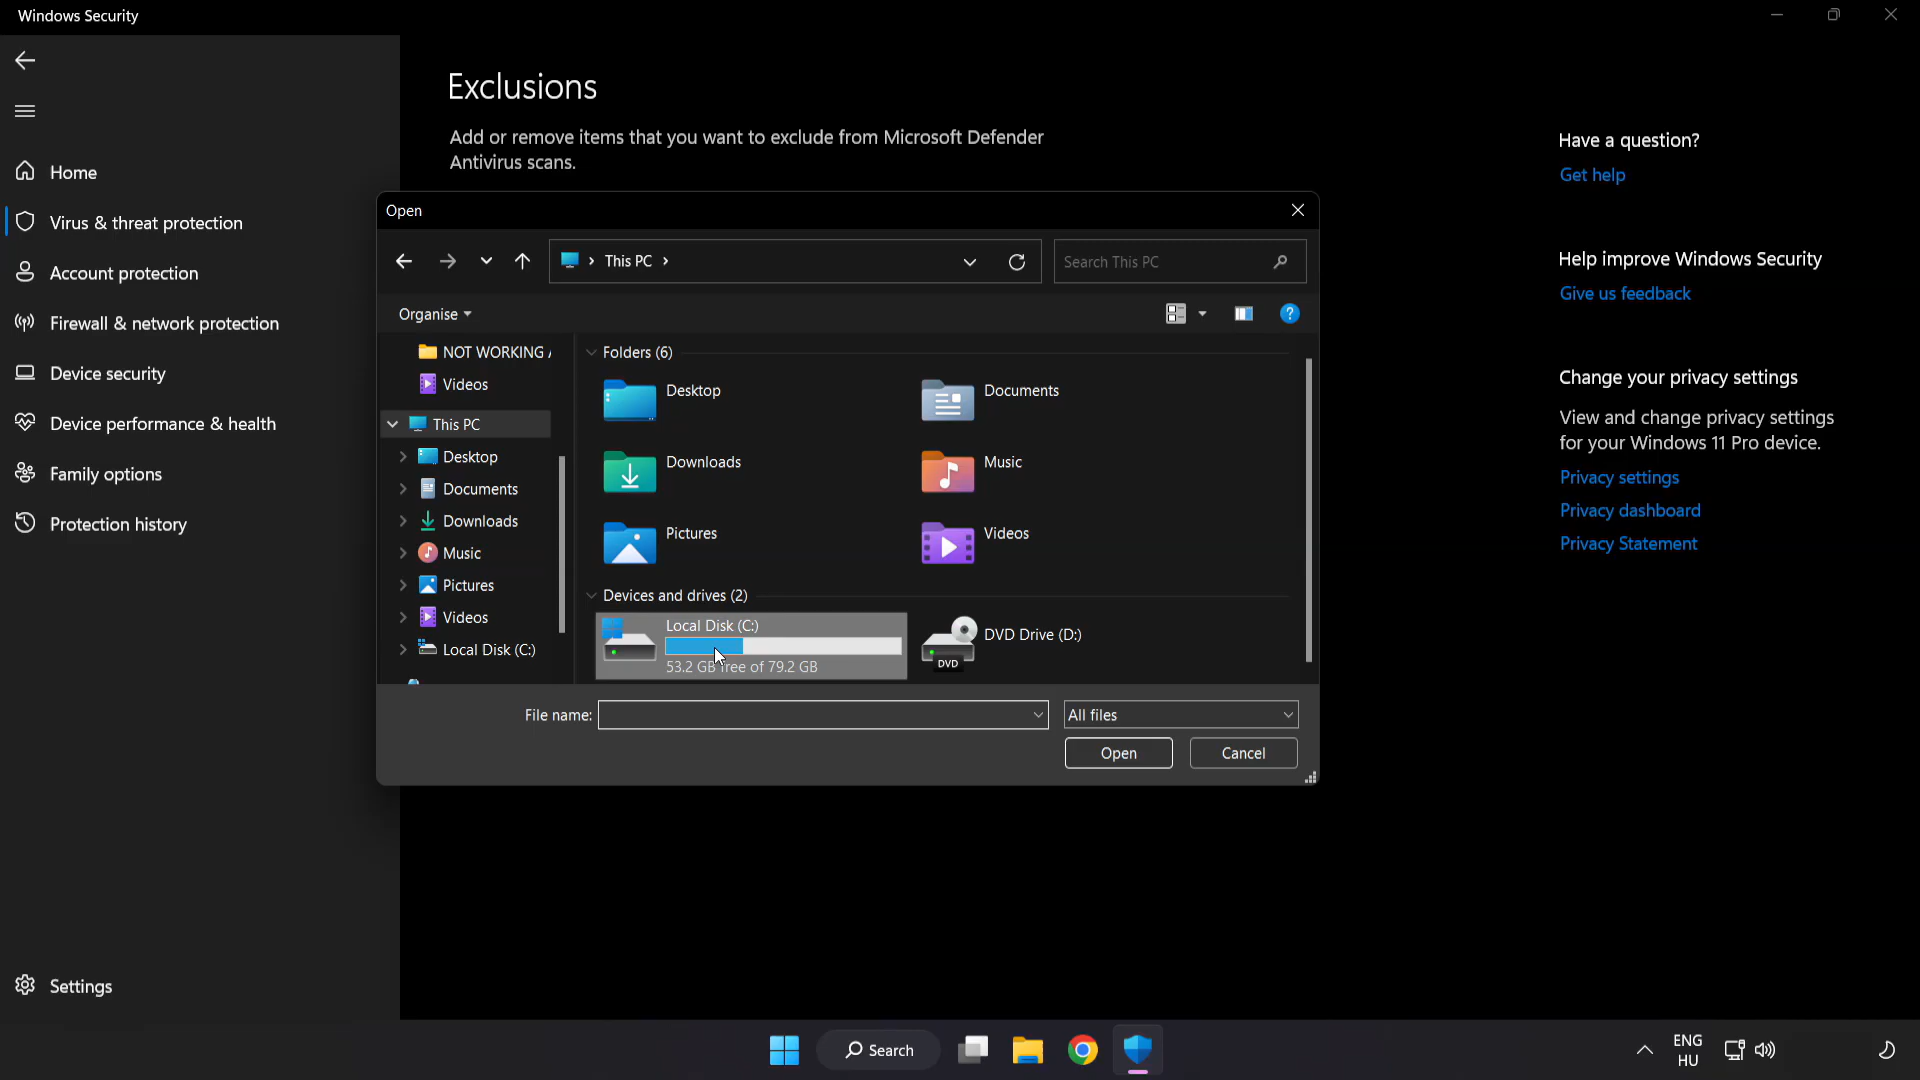 Windows Security
Exclusions
Add or remove items that you want to exclude from Microsoft Defender
Antivirus scans.
Home
Virus & threat protection
Account protection
Firewall & network protection
Device security
Device performance & health
Family options
Protection history
Settings
Have a question?
Get help
Help improve Windows Security
Give us feedback
Change your privacy settings
View and change privacy settings
for your Windows 11 Pro device.
Privacy settings
Privacy dashboard
Privacy Statement
Open
This PC
Search This PC
Organise
NOT WORKING
Videos
This PC
Desktop
Documents
Downloads
Music
Pictures
Videos
Local Disk (C:)
Folders (6)
Desktop
Documents
Downloads
Music
Pictures
Videos
Devices and drives (2)
Local Disk (C:)
53.2 GB free of 79.2 GB
DVD Drive (D:)
DVD
File name:
All files
Open
Cancel
Search
ENG
HU